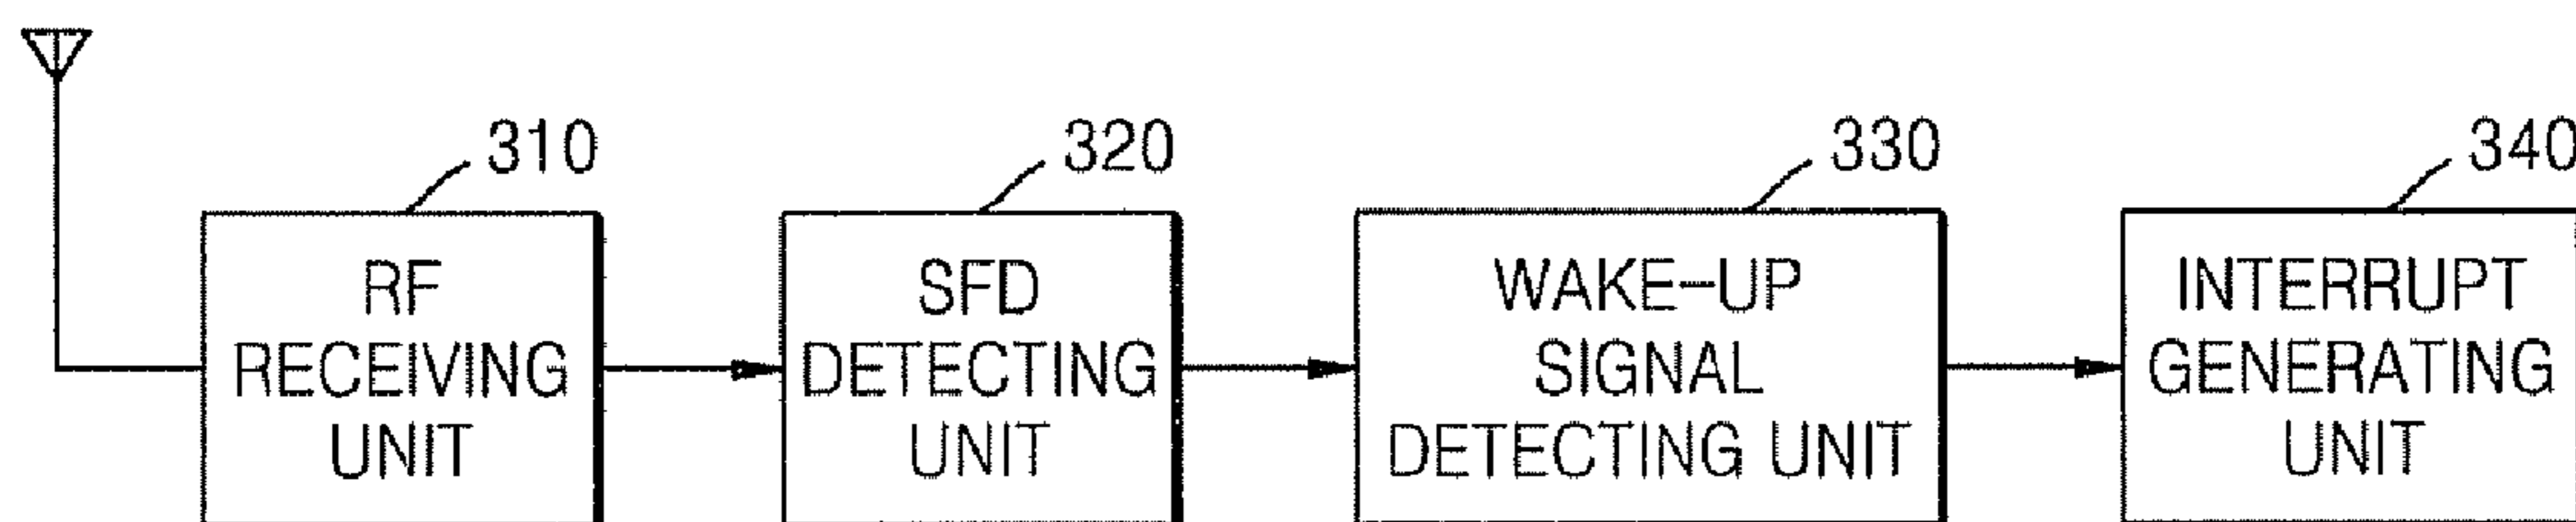 310
320
330
340
RF
RECEIVING
UNIT
SFD
DETECTING
UNIT
WAKE-UP
SIGNAL
DETECTING UNIT
INTERRUPT
GENERATING
UNIT